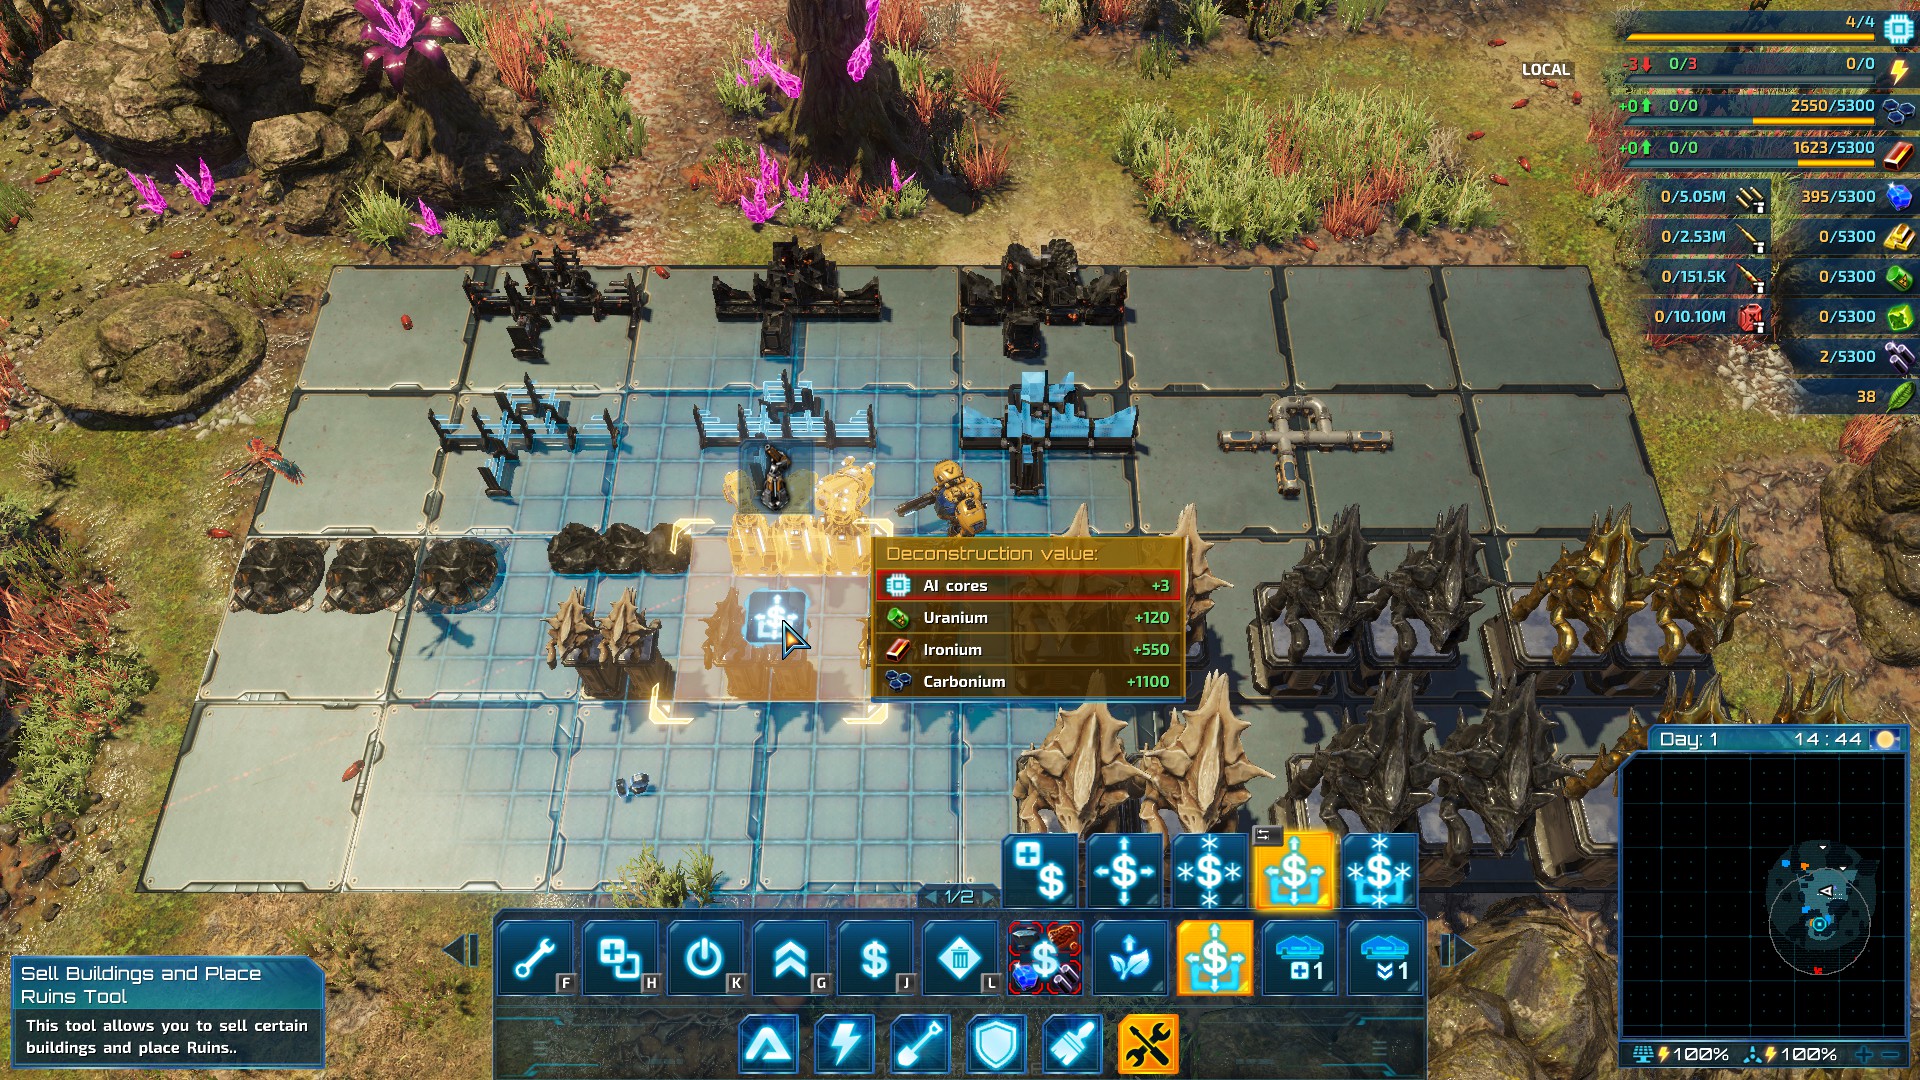 4/4
-3 0/3 0/0
LOCAL
+0 0/0 2550/5300
+0 0/0 1623/5300
0/5.05M 395/5300
0/2.53M 0/5300
0/151.5K 0/5300
0/10.10M 0/5300
2/5300
38
Deconstruction value:
AI cores +3
Uranium +120
Ironium +550
Carbonium +1100
Day: 1 14:44
1/2
F H K G J L 1 1
Sell Buildings and Place
Ruins Tool
This tool allows you to sell certain
buildings and place Ruins..
100% 100%